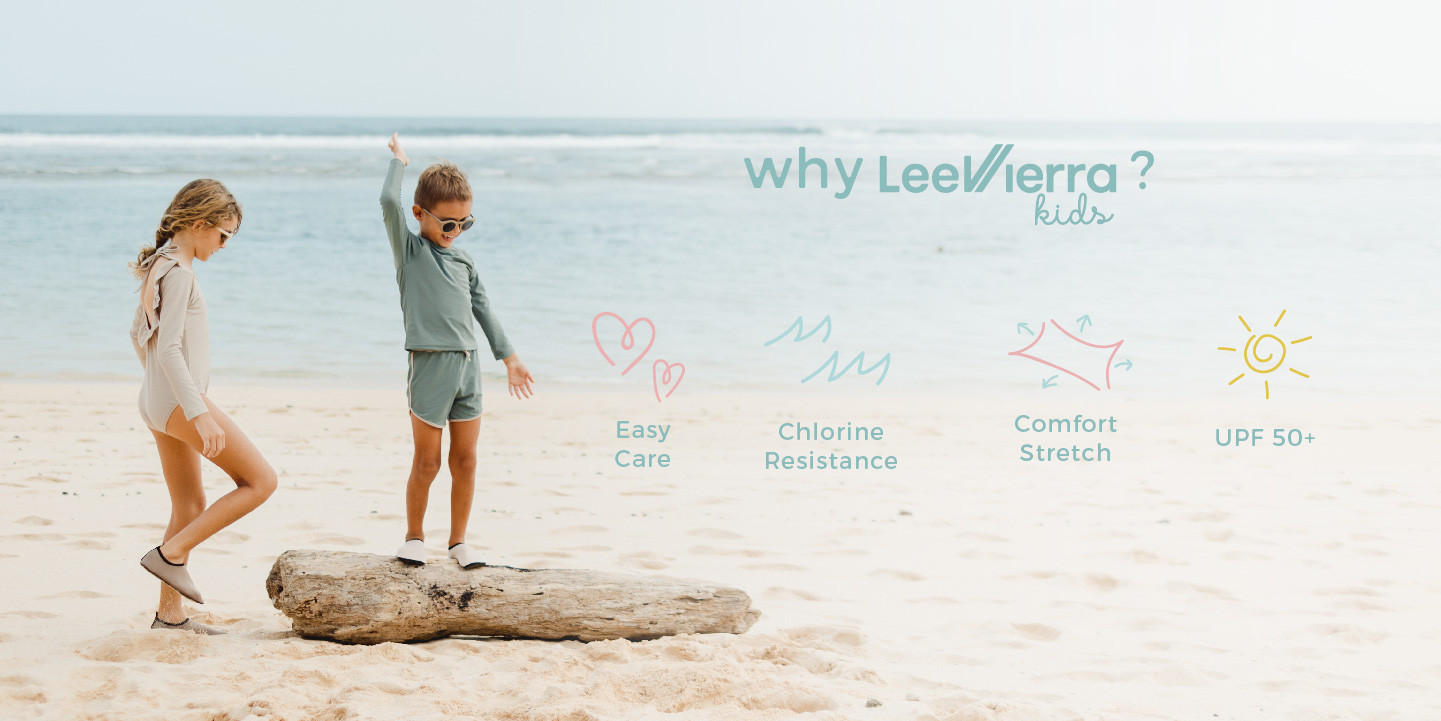 why LeeVierra ?
kids
Easy
Care
Chlorine
Resistance
Comfort
Stretch
UPF 50+